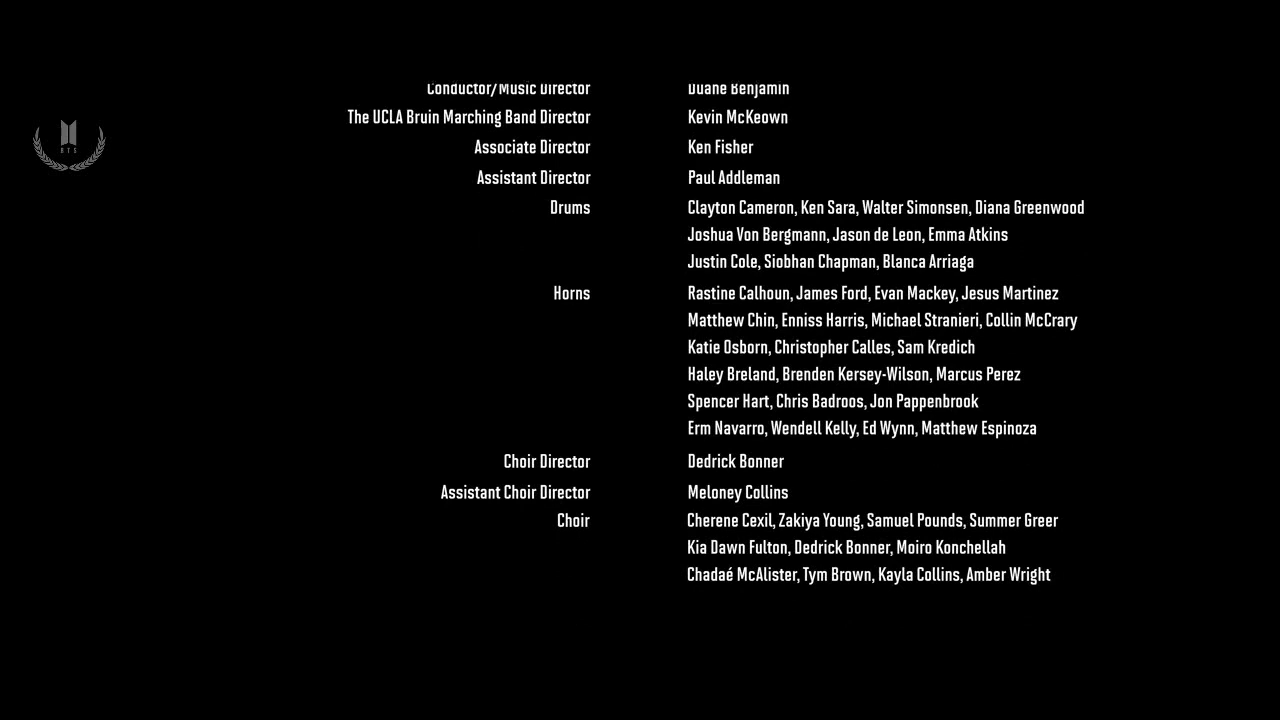 Conductor/Music Director Duane Benjamin
The UCLA Bruin Marching Band Director Kevin McKeown
BTS
Associate Director Ken Fisher
Assistant Director Paul Addleman
Drums Clayton Cameron, Ken Sara, Walter Simonsen, Diana Greenwood
Joshua Von Bergmann, Jason de Leon, Emma Atkins
Justin Cole, Siobhan Chapman, Blanca Arriaga
Horns Rastine Calhoun, James Ford, Evan Mackey, Jesus Martinez
Matthew Chin, Enniss Harris, Michael Stranieri, Collin McCrary
Katie Osborn, Christopher Calles, Sam Kredich
Haley Breland, Brenden Kersey-Wilson, Marcus Perez
Spencer Hart, Chris Badroos, Jon Pappenbrook
Erm Navarro, Wendell Kelly, Ed Wynn, Matthew Espinoza
Choir Director Dedrick Bonner
Assistant Choir Director Meloney Collins
Choir Cherene Cexil, Zakiya Young, Samuel Pounds, Summer Greer
Kia Dawn Fulton, Dedrick Bonner, Moiro Konchellah
Chadaé McAlister, Tym Brown, Kayla Collins, Amber Wright